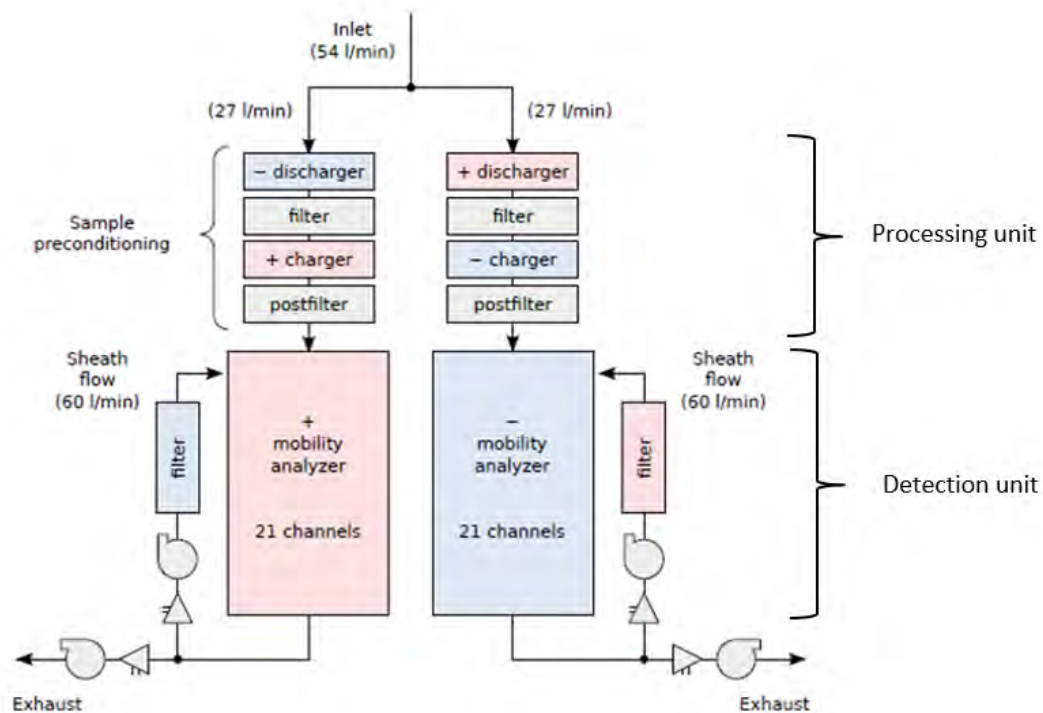 Inlet
(54 l/min)
(27 l/min)
(27 l/min)
− discharger
+ discharger
filter
filter
Sample
preconditioning
+ charger
− charger
Processing unit
postfilter
postfilter
Sheath
flow
(60 l/min)
Sheath
flow
(60 l/min)
filter
+
mobility
analyzer
21 channels
−
mobility
analyzer
21 channels
filter
Detection unit
Exhaust
Exhaust